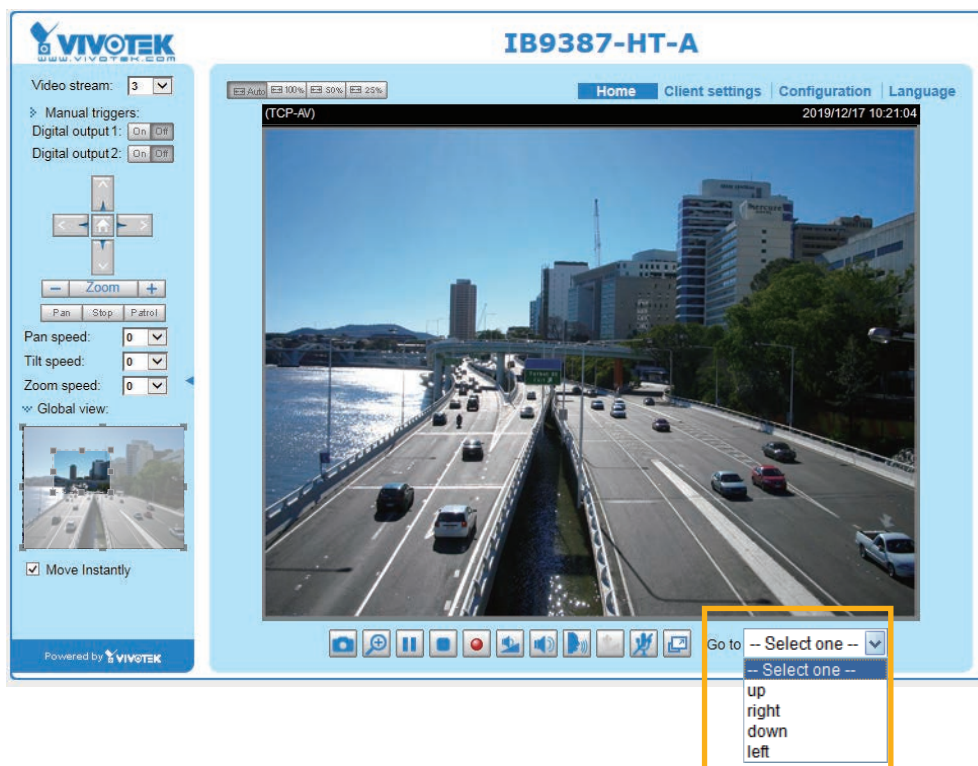 VIVOTEK
www.vivotek.com
IB9387-HT-A
Video stream: 3
Manual triggers:
Digital output 1: On Off
Digital output 2: On Off
Zoom
Pan Stop Patrol
Pan speed: 0
Tilt speed: 0
Zoom speed: 0
Global view:
Move Instantly
Powered by VIVOTEK
Auto 100% 50% 25%
Home Client settings Configuration Language
(TCP-AV) 2019/12/17 10:21:04
mercure
Go to -- Select one --
-- Select one --
up
right
down
left